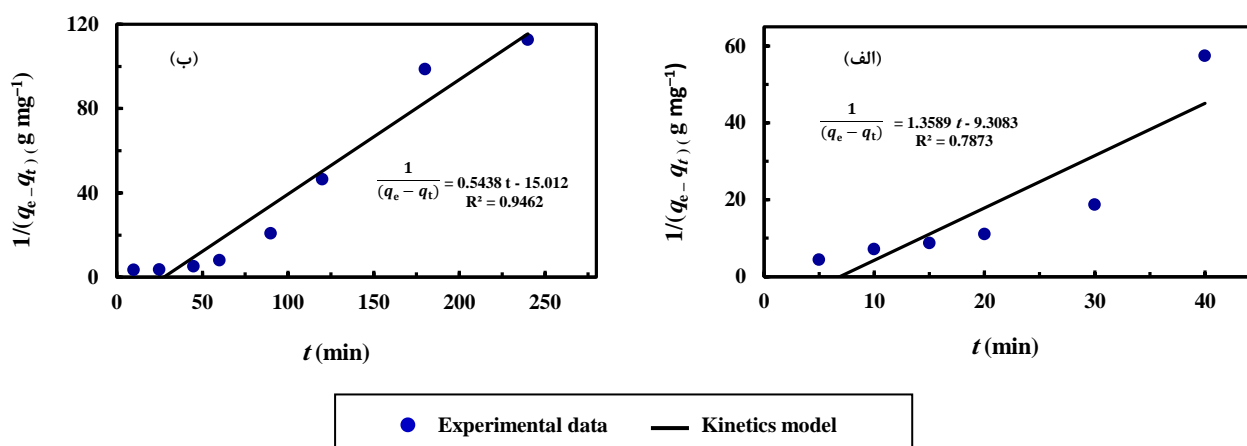 (ب)
1/(qe – qt) ( g mg⁻¹)
120
80
40
0
1/(qe − qt) = 0.5438 t - 15.012
R² = 0.9462
0 50 100 150 200 250
t (min)
(الف)
1/(qe – qt) ( g mg⁻¹)
60
40
20
0
1/(qe − qt) = 1.3589 t - 9.3083
R² = 0.7873
0 10 20 30 40
t (min)
Experimental data Kinetics model